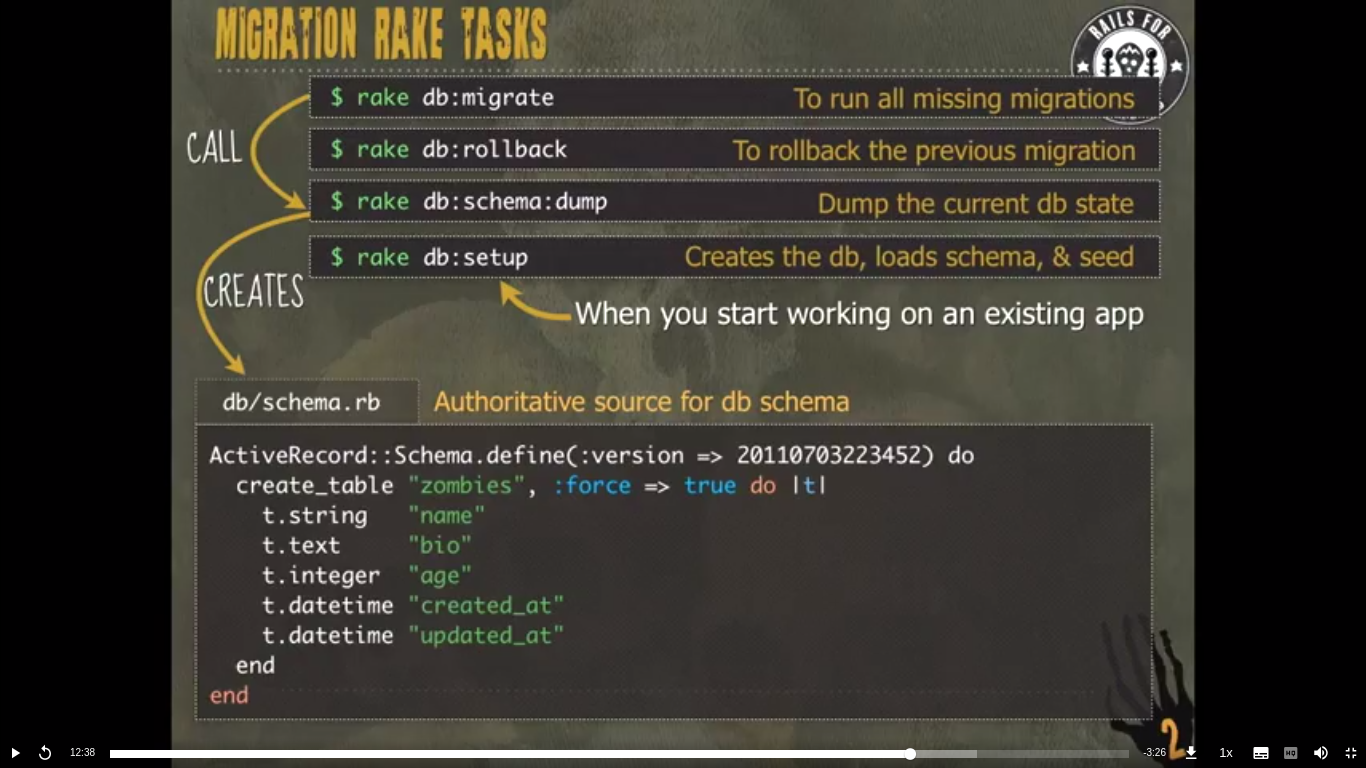 MIGRATION RAKE TASKS
RAILS FOR
$ rake db:migrate To run all missing migrations
CALL
$ rake db:rollback To rollback the previous migration
$ rake db:schema:dump Dump the current db state
$ rake db:setup Creates the db, loads schema, & seed
CREATES
When you start working on an existing app
db/schema.rb Authoritative source for db schema
ActiveRecord::Schema.define(:version => 20110703223452) do
create_table "zombies", :force => true do |t|
t.string "name"
t.text "bio"
t.integer "age"
t.datetime "created_at"
t.datetime "updated_at"
end
end
2
12:38 -3:26 1x HQ